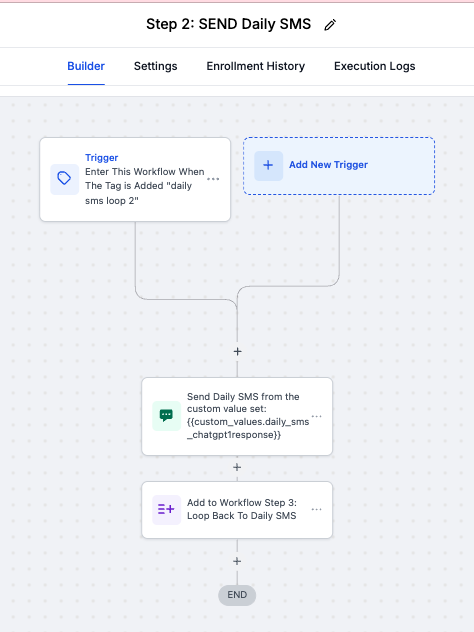 Step 2: SEND Daily SMS
Builder
Settings
Enrollment History
Execution Logs
Trigger
Enter This Workflow When
The Tag is Added "daily
sms loop 2"
Add New Trigger
Send Daily SMS from the
custom value set:
{{custom_values.daily_sms
_chatgpt1response}}
Add to Workflow Step 3:
Loop Back To Daily SMS
END